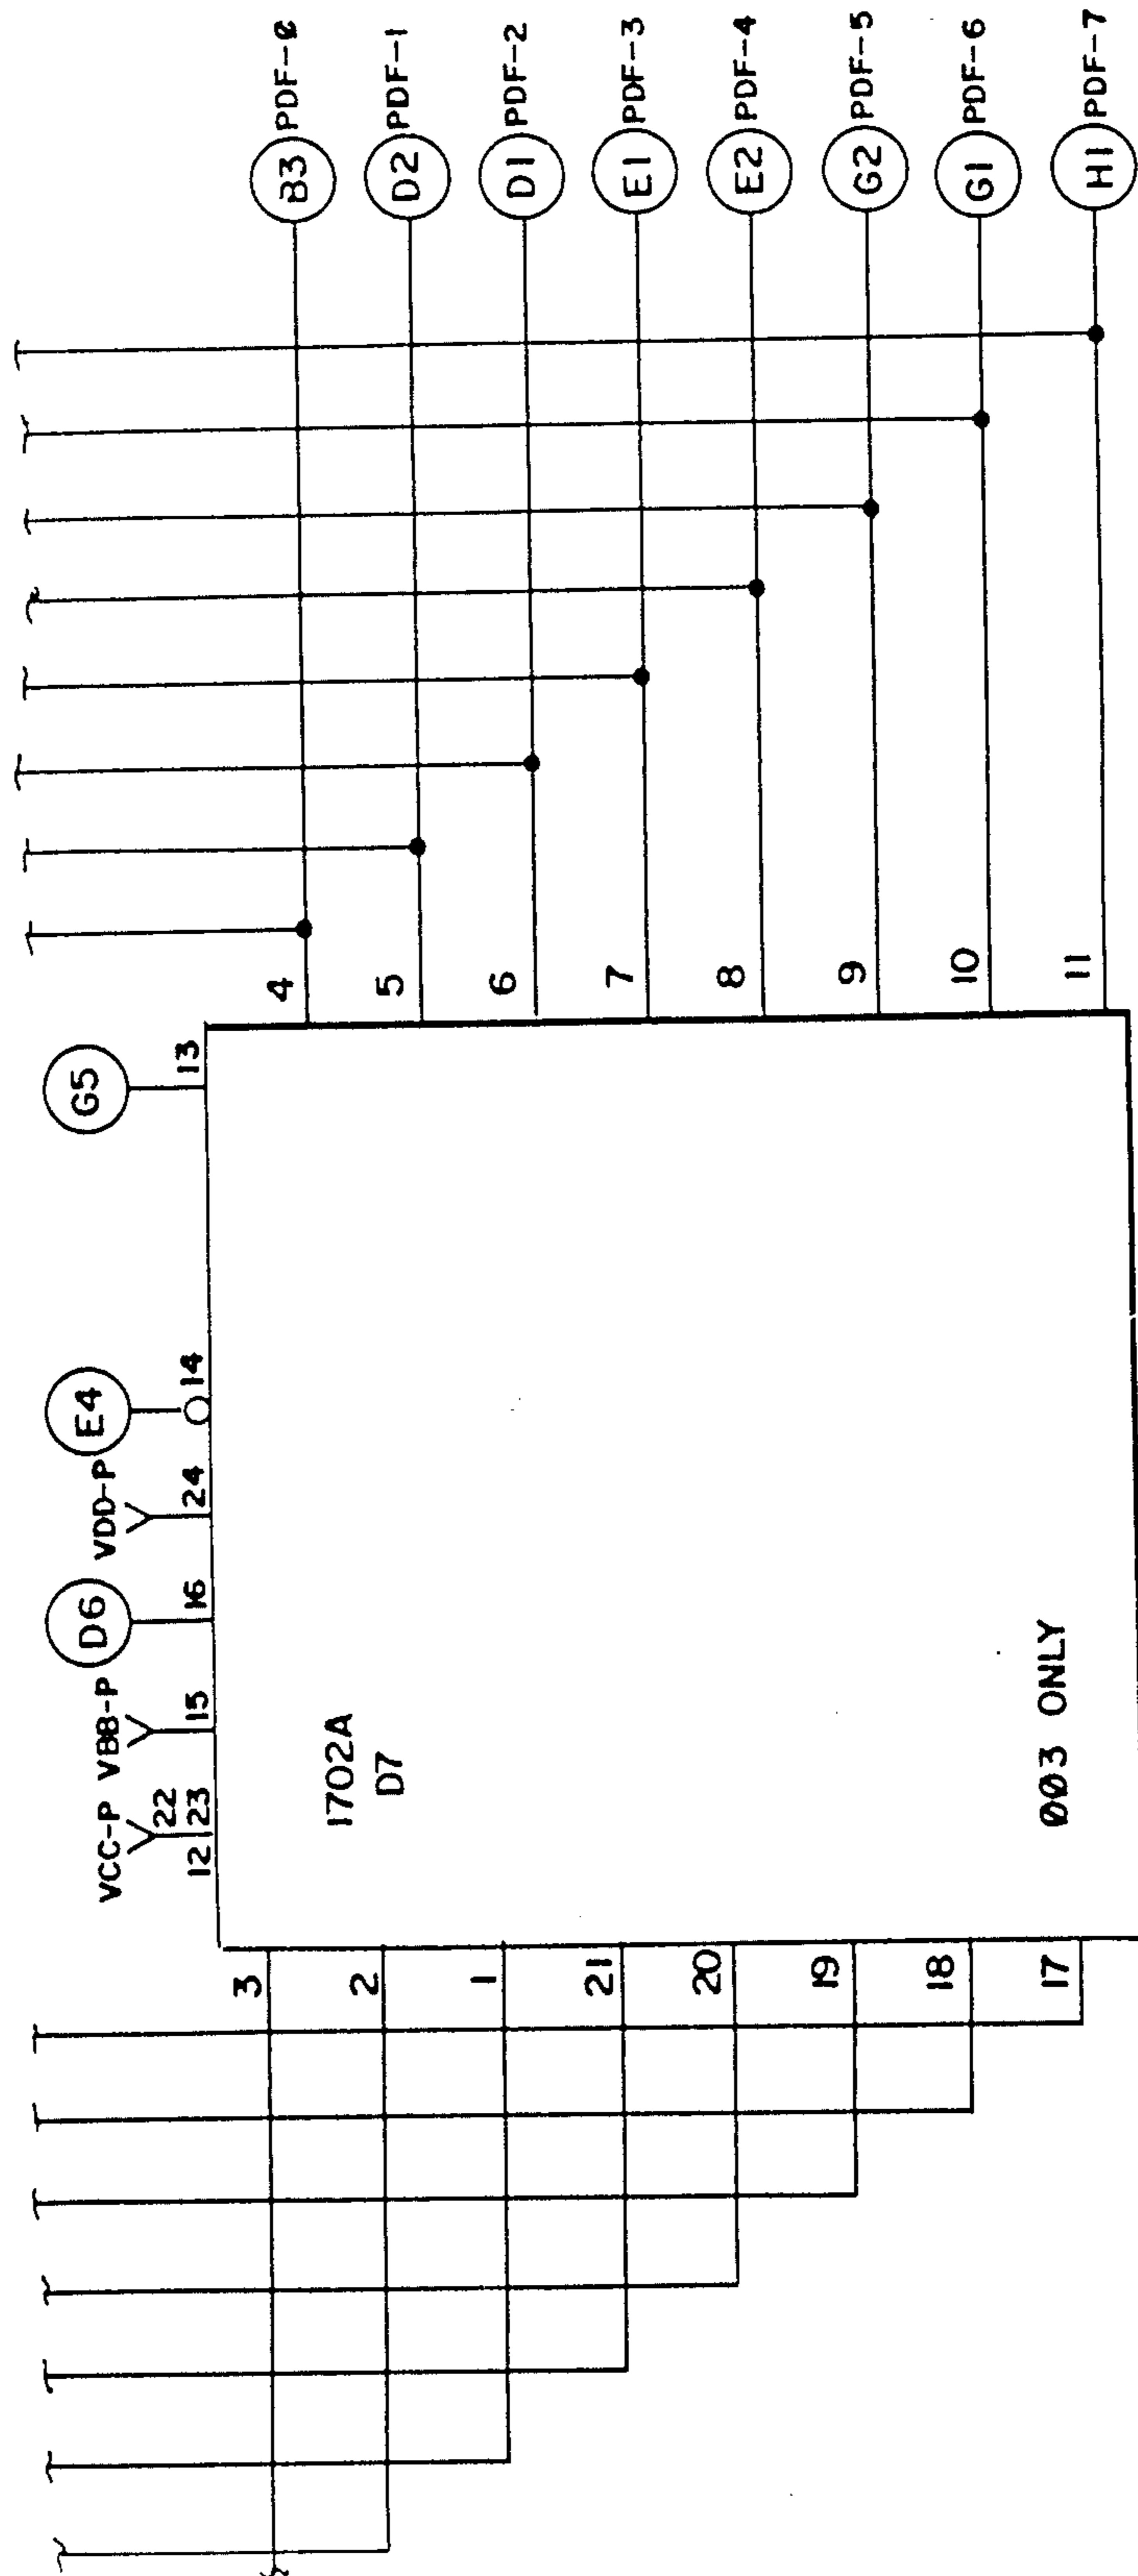 B3 PDF-0
D2 PDF-1
D1 PDF-2
E1 PDF-3
E2 PDF-4
G2 PDF-5
G1 PDF-6
H1 PDF-7
4
5
6
7
8
9
10
11
G5
13
E4
14
VDD-P
24
D6
16
VBB-P
15
VCC-P
22
12 23
1702A
D7
003 ONLY
3
2
1
21
20
19
18
17